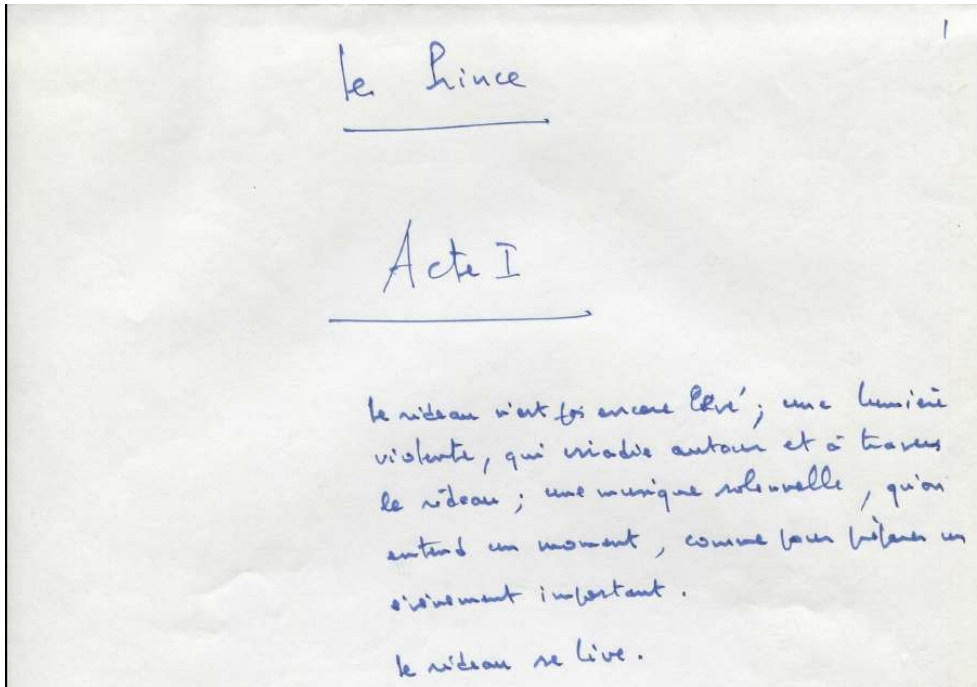 1
Le Prince
Acte I
Le rideau n'est pas encore levé ; une lumière
violente, qui irradie autour et à travers
le rideau ; une musique solennelle, qu'on
entend un moment, comme pour préparer un
événement important.
Le rideau se lève.